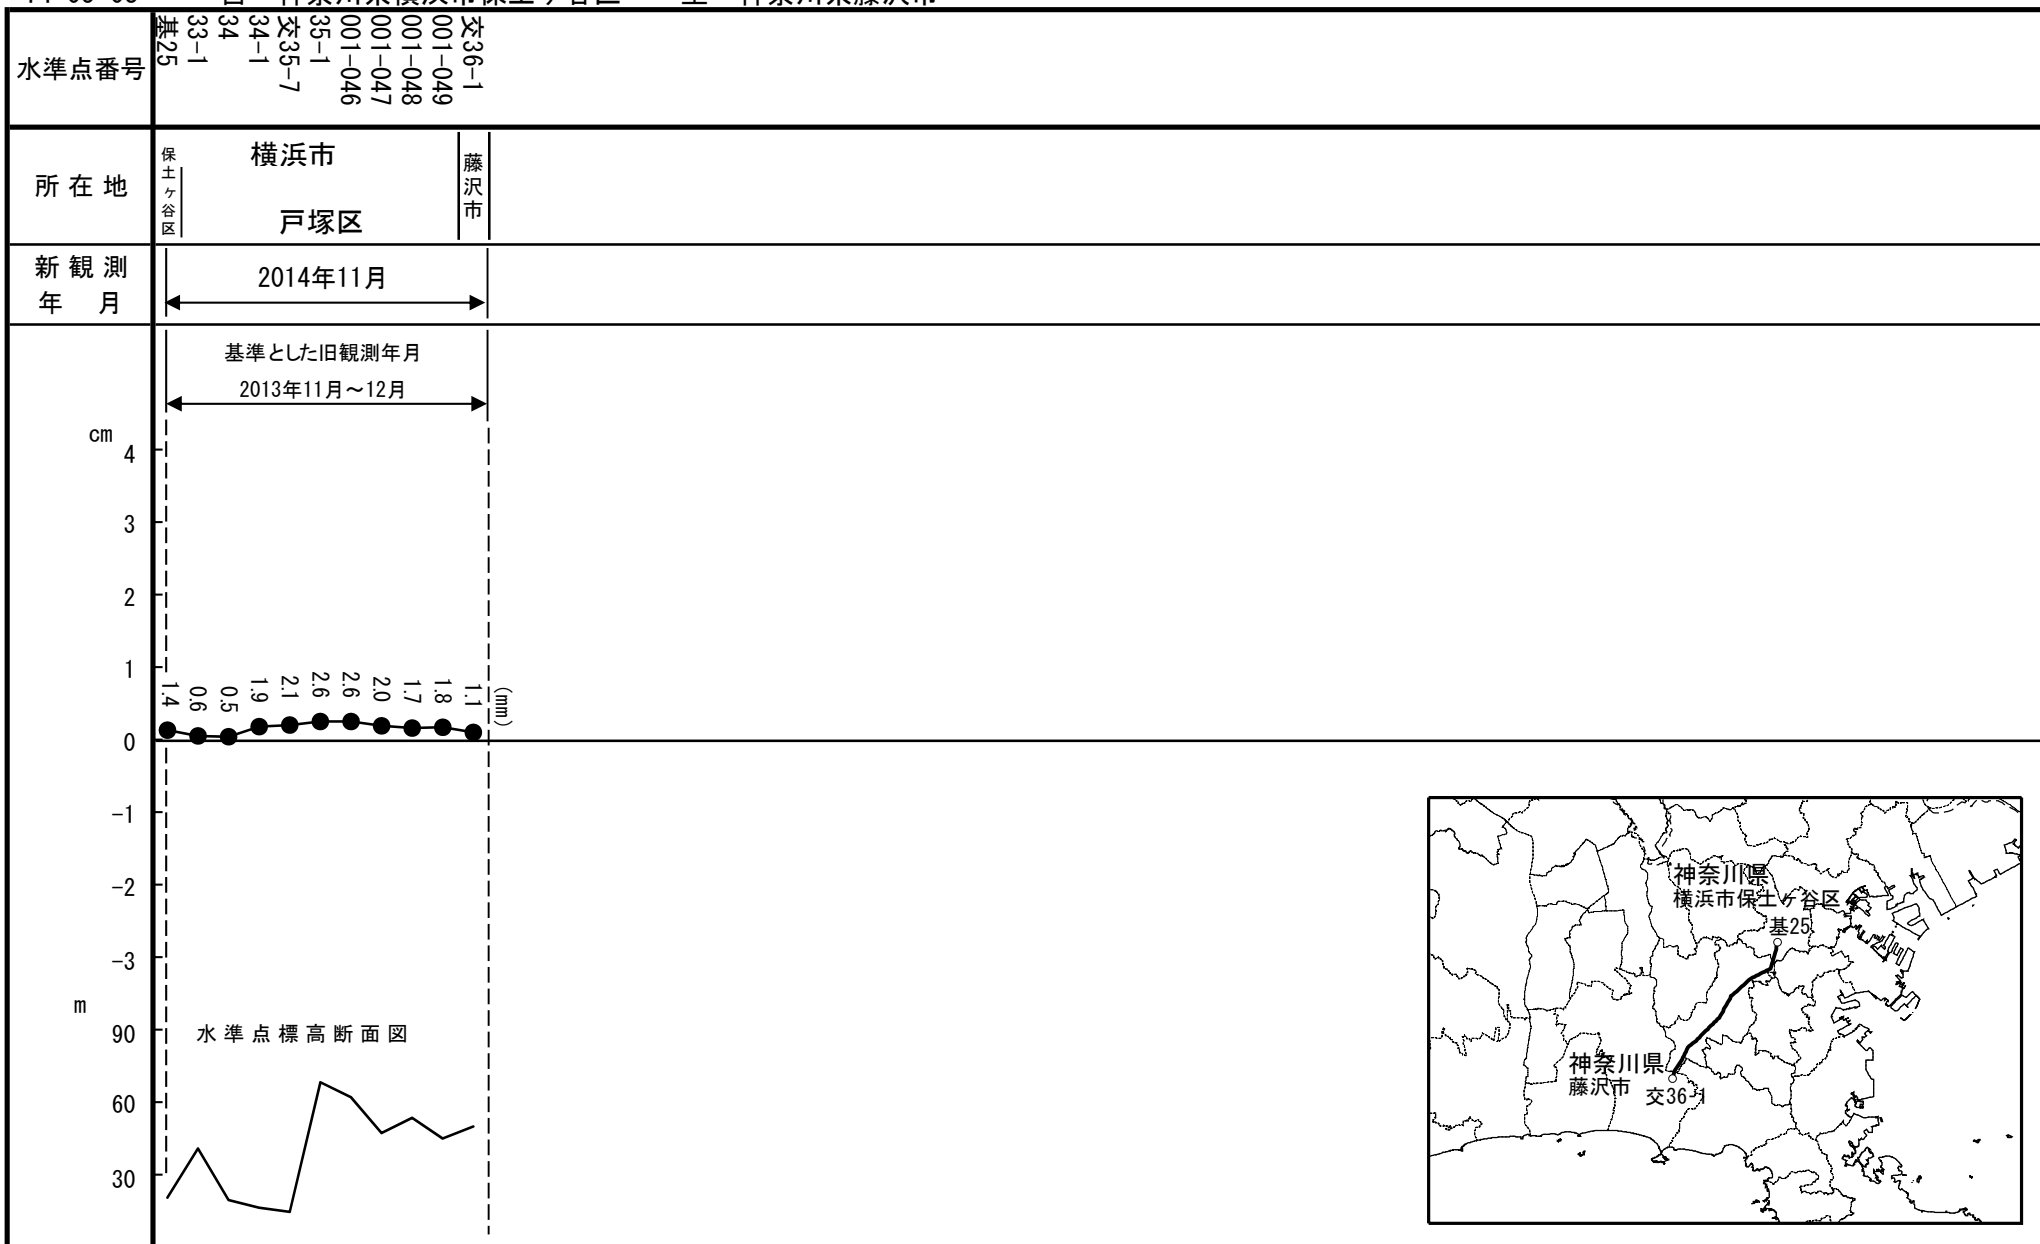 水準点番号
基25
33-1
34
34-1
交35-7
35-1
001-046
001-047
001-048
001-049
交36-1
所在地
保土ヶ谷区
横浜市
戸塚区
藤沢市
新観測
年 月
2014年11月
基準とした旧観測年月
2013年11月～12月
cm
4
3
2
1
0
-1
-2
-3
1.4
0.6
0.5
1.9
2.1
2.6
2.6
2.0
1.7
1.8
1.1
(mm)
m
90
60
30
水準点標高断面図
神奈川県
横浜市保土ヶ谷区
基25
神奈川県
藤沢市
交36-1